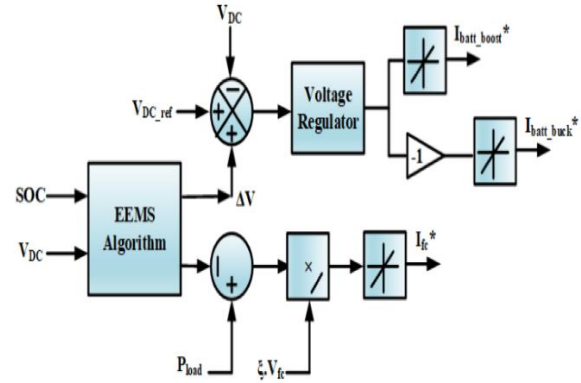 V_DC
V_DC_ref
Voltage
Regulator
I_batt_boost*
-1
I_batt_buck*
SOC
V_DC
EEMS
Algorithm
ΔV
I_fc*
P_load
ξ.V_fc
− + + | + × /